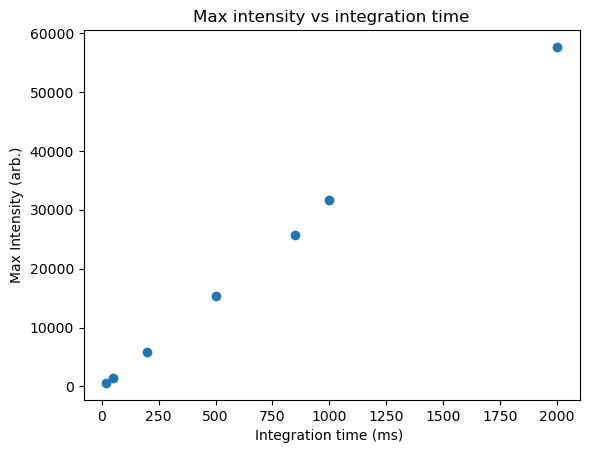 Max intensity vs integration time
60000
50000
40000
30000
20000
10000
0
Max Intensity (arb.)
0 250 500 750 1000 1250 1500 1750 2000
Integration time (ms)